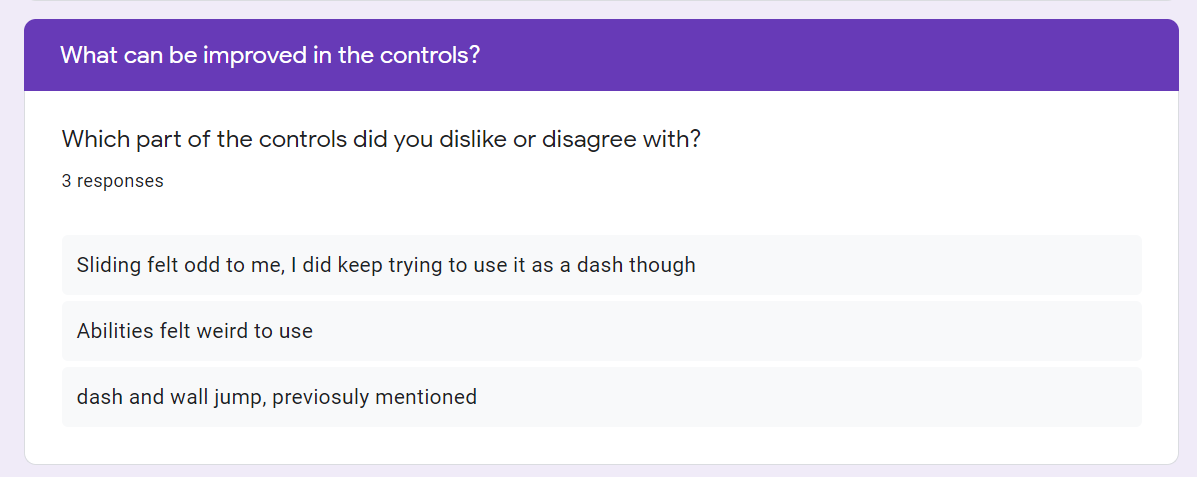 What can be improved in the controls?
Which part of the controls did you dislike or disagree with?
3 responses
Sliding felt odd to me, I did keep trying to use it as a dash though
Abilities felt weird to use
dash and wall jump, previosuly mentioned